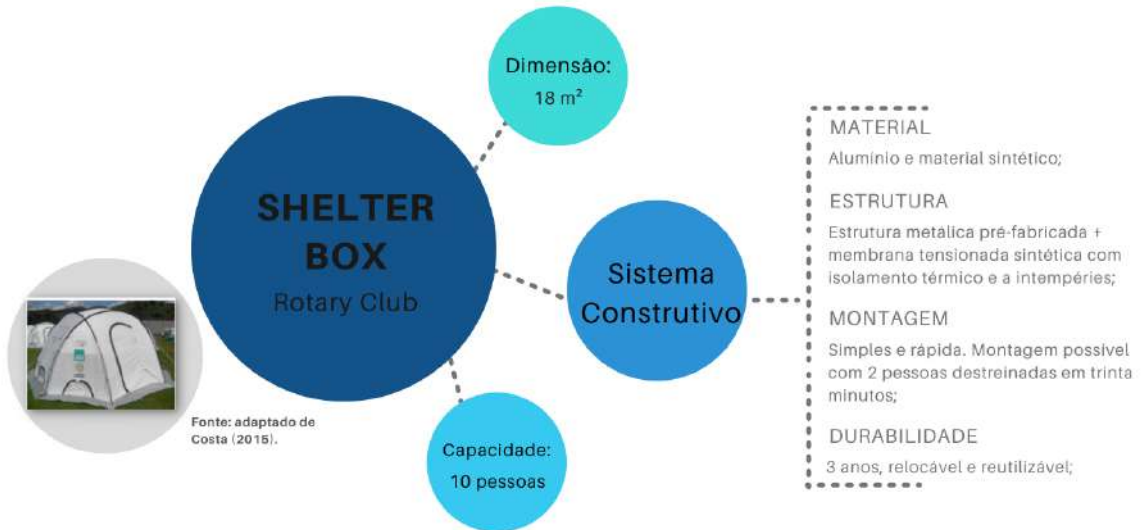 Dimensão:
18 m²
SHELTER
BOX
Rotary Club
Sistema
Construtivo
Capacidade:
10 pessoas
Fonte: adaptado de
Costa (2015).
MATERIAL
Alumínio e material sintético;
ESTRUTURA
Estrutura metálica pré-fabricada +
membrana tensionada sintética com
isolamento térmico e a intempéries;
MONTAGEM
Simples e rápida. Montagem possível
com 2 pessoas destreinadas em trinta
minutos;
DURABILIDADE
3 anos, relocável e reutilizável;